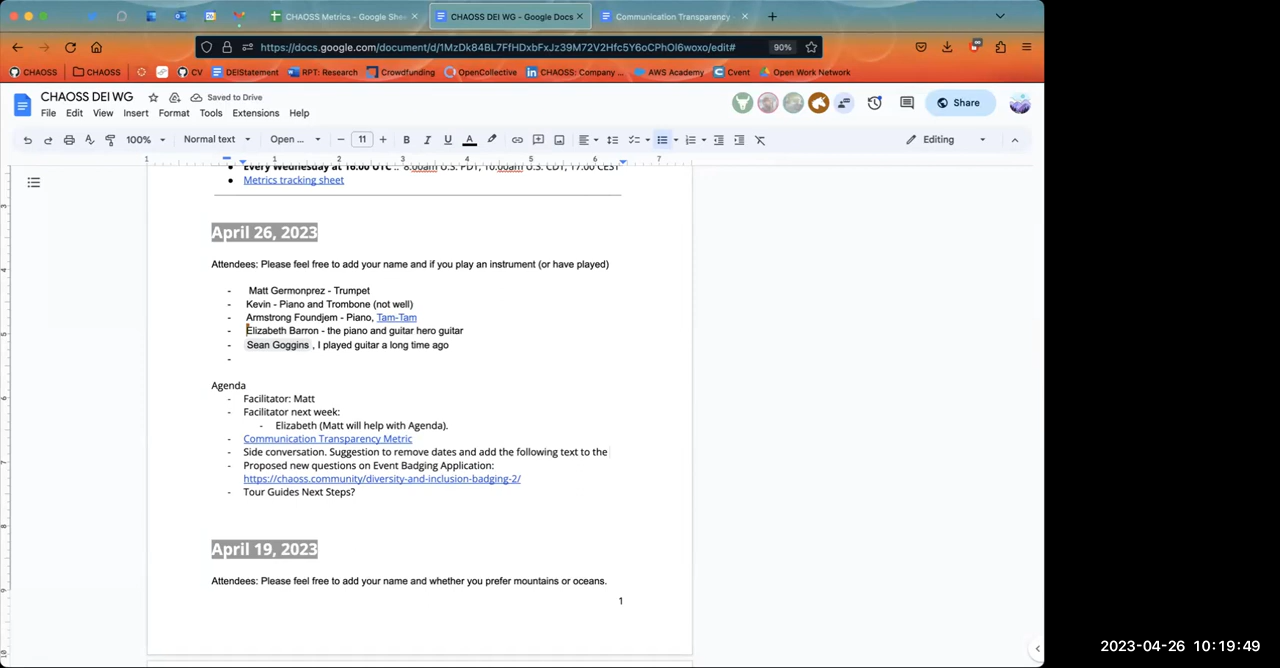 CHAOSS Metrics - Google Shee
CHAOSS DEI WG - Google Docs
Communication Transparency
https://docs.google.com/document/d/1MzDk84BL7FfHDxbFxJz39M72V2Hfc5Y6oCPhOl6woxo/edit#
90%
CHAOSS
CHAOSS
CV
DEIStatement
RPT: Research
Crowdfunding
OpenCollective
CHAOSS: Company ...
AWS Academy
Cvent
Open Work Network
CHAOSS DEI WG
Saved to Drive
File Edit View Insert Format Tools Extensions Help
Share
100%
Normal text
Open ...
11
Editing
1 1 2 3 4 5 6 7
Every Wednesday at 16:00 UTC :: 8:00am U.S. PDT, 10:00am U.S. CDT, 17:00 CEST
Metrics tracking sheet
April 26, 2023
Attendees: Please feel free to add your name and if you play an instrument (or have played)
- Matt Germonprez - Trumpet
- Kevin - Piano and Trombone (not well)
- Armstrong Foundjem - Piano, Tam-Tam
- Elizabeth Barron - the piano and guitar hero guitar
- Sean Goggins , I played guitar a long time ago
-
Agenda
- Facilitator: Matt
- Facilitator next week:
- Elizabeth (Matt will help with Agenda).
- Communication Transparency Metric
- Side conversation. Suggestion to remove dates and add the following text to the
- Proposed new questions on Event Badging Application:
https://chaoss.community/diversity-and-inclusion-badging-2/
- Tour Guides Next Steps?
April 19, 2023
Attendees: Please feel free to add your name and whether you prefer mountains or oceans.
1
2023-04-26 10:19:49